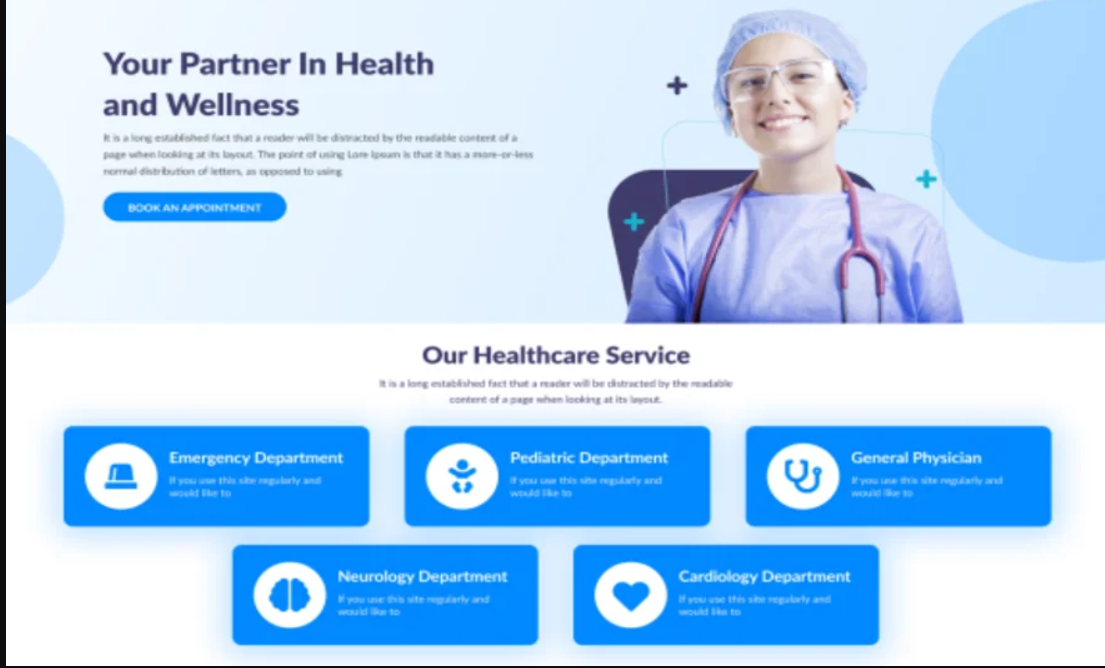 Your Partner In Health
and Wellness
It is a long established fact that a reader will be distracted by the readable content of a
page when looking at its layout. The point of using Lore Ipsum is that it has a more-or-less
normal distribution of letters, as opposed to using
BOOK AN APPOINTMENT
Our Healthcare Service
It is a long established fact that a reader will be distracted by the readable
content of a page when looking at its layout.
Emergency Department
If you use this site regularly and
would like to
Pediatric Department
If you use this site regularly and
would like to
General Physician
If you use this site regularly and
would like to
Neurology Department
If you use this site regularly and
would like to
Cardiology Department
If you use this site regularly and
would like to